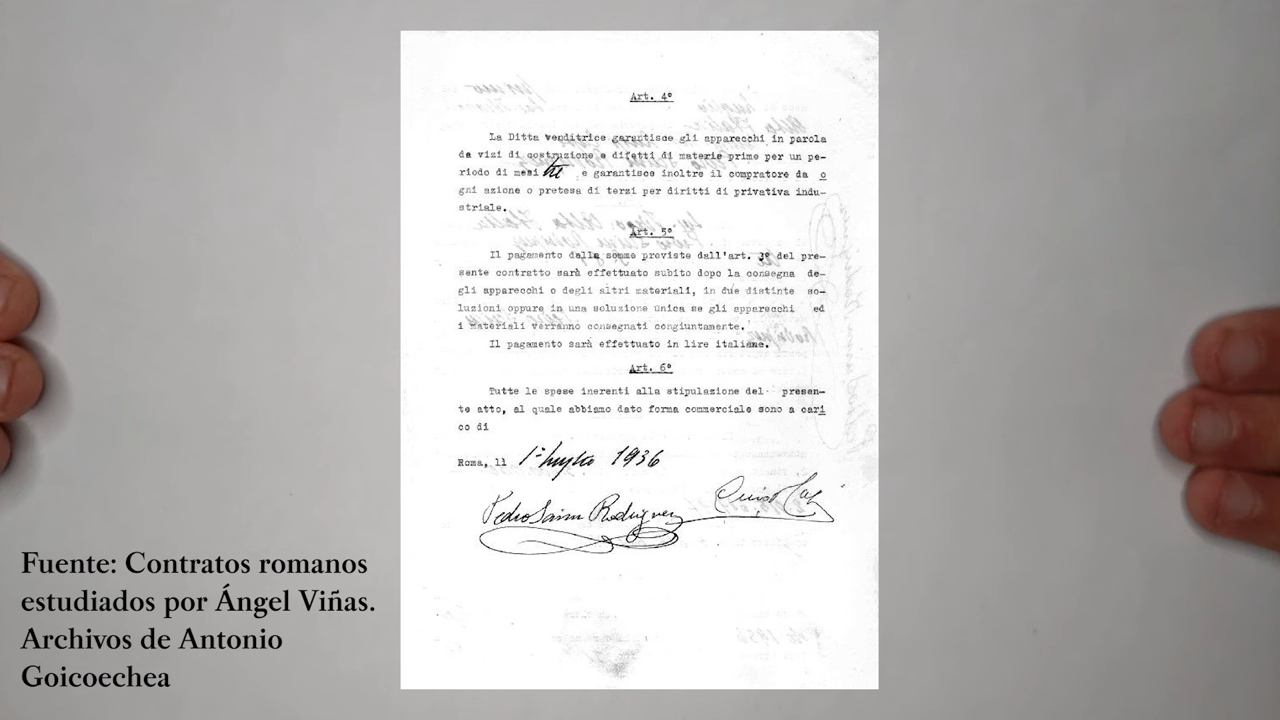 Art. 4º
La Ditta venditrice garantisce gli apparecchi in parola
da vizi di costruzione e difetti di materie prime per un pe-
riodo di mesi tre e garantisce inoltre il compratore da o
gni azione o pretesa di terzi per diritti di privativa indu-
striale.
Art. 5º
Il pagamento delle somme previste dall'art. 3º del pre-
sente contratto sarà effettuato subito dopo la consegna de-
gli apparecchi o degli altri materiali, in due distinte so-
luzioni oppure in una soluzione unica se gli apparecchi ed
i materiali verranno consegnati congiuntamente.
Il pagamento sarà effettuato in lire italiane.
Art. 6º
Tutte le spese inerenti alla stipulazione del presen-
te atto, al quale abbiamo dato forma commerciale sono a cari
co di
Roma, li 1º luglio 1936
Pedro Sainz Rodriguez
Fuente: Contratos romanos
estudiados por Ángel Viñas.
Archivos de Antonio
Goicoechea